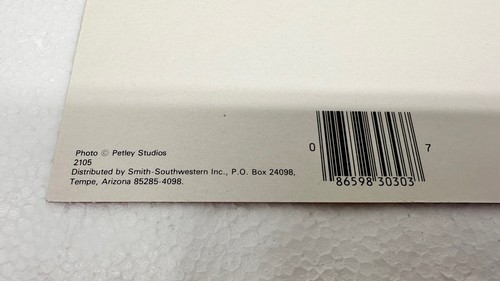 Photo © Petley Studios
2105
Distributed by Smith-Southwestern Inc., P.O. Box 24098,
Tempe, Arizona 85285-4098.
0 86598 30303 7